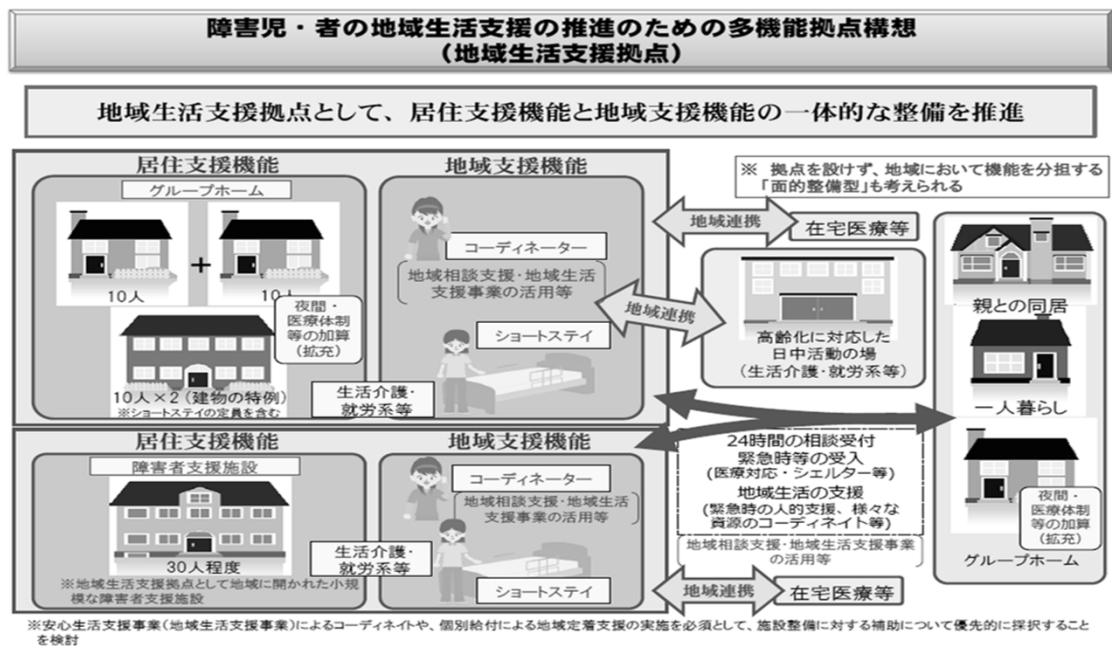 障害児・者の地域生活支援の推進のための多機能拠点構想
（地域生活支援拠点）
地域生活支援拠点として、居住支援機能と地域支援機能の一体的な整備を推進
居住支援機能
グループホーム
10人
+
10人
夜間・
医療体制
等の加算
（拡充）
10人×2（建物の特例）
※ショートステイの定員を含む
生活介護・
就労系等
地域支援機能
コーディネーター
地域相談支援・地域生活
支援事業の活用等
ショートステイ
※ 拠点を設けず、地域において機能を分担する
「面的整備型」も考えられる
地域連携
在宅医療等
地域連携
高齢化に対応した
日中活動の場
（生活介護・就労系等）
親との同居
一人暮らし
夜間・
医療体制
等の加算
（拡充）
グループホーム
居住支援機能
障害者支援施設
30人程度
※地域生活支援拠点として地域に開かれた小規
模な障害者支援施設
生活介護・
就労系等
地域支援機能
コーディネーター
地域相談支援・地域生活
支援事業の活用等
ショートステイ
24時間の相談受付
緊急時等の受入
（医療対応・シェルター等）
地域生活の支援
（緊急時の人的支援、様々な
資源のコーディネイト等）
地域相談支援・地域生活支援事業
の活用等
地域連携
在宅医療等
※安心生活支援事業（地域生活支援事業）によるコーディネイトや、個別給付による地域定着支援の実施を必須として、施設整備に対する補助について優先的に採択すること
を検討